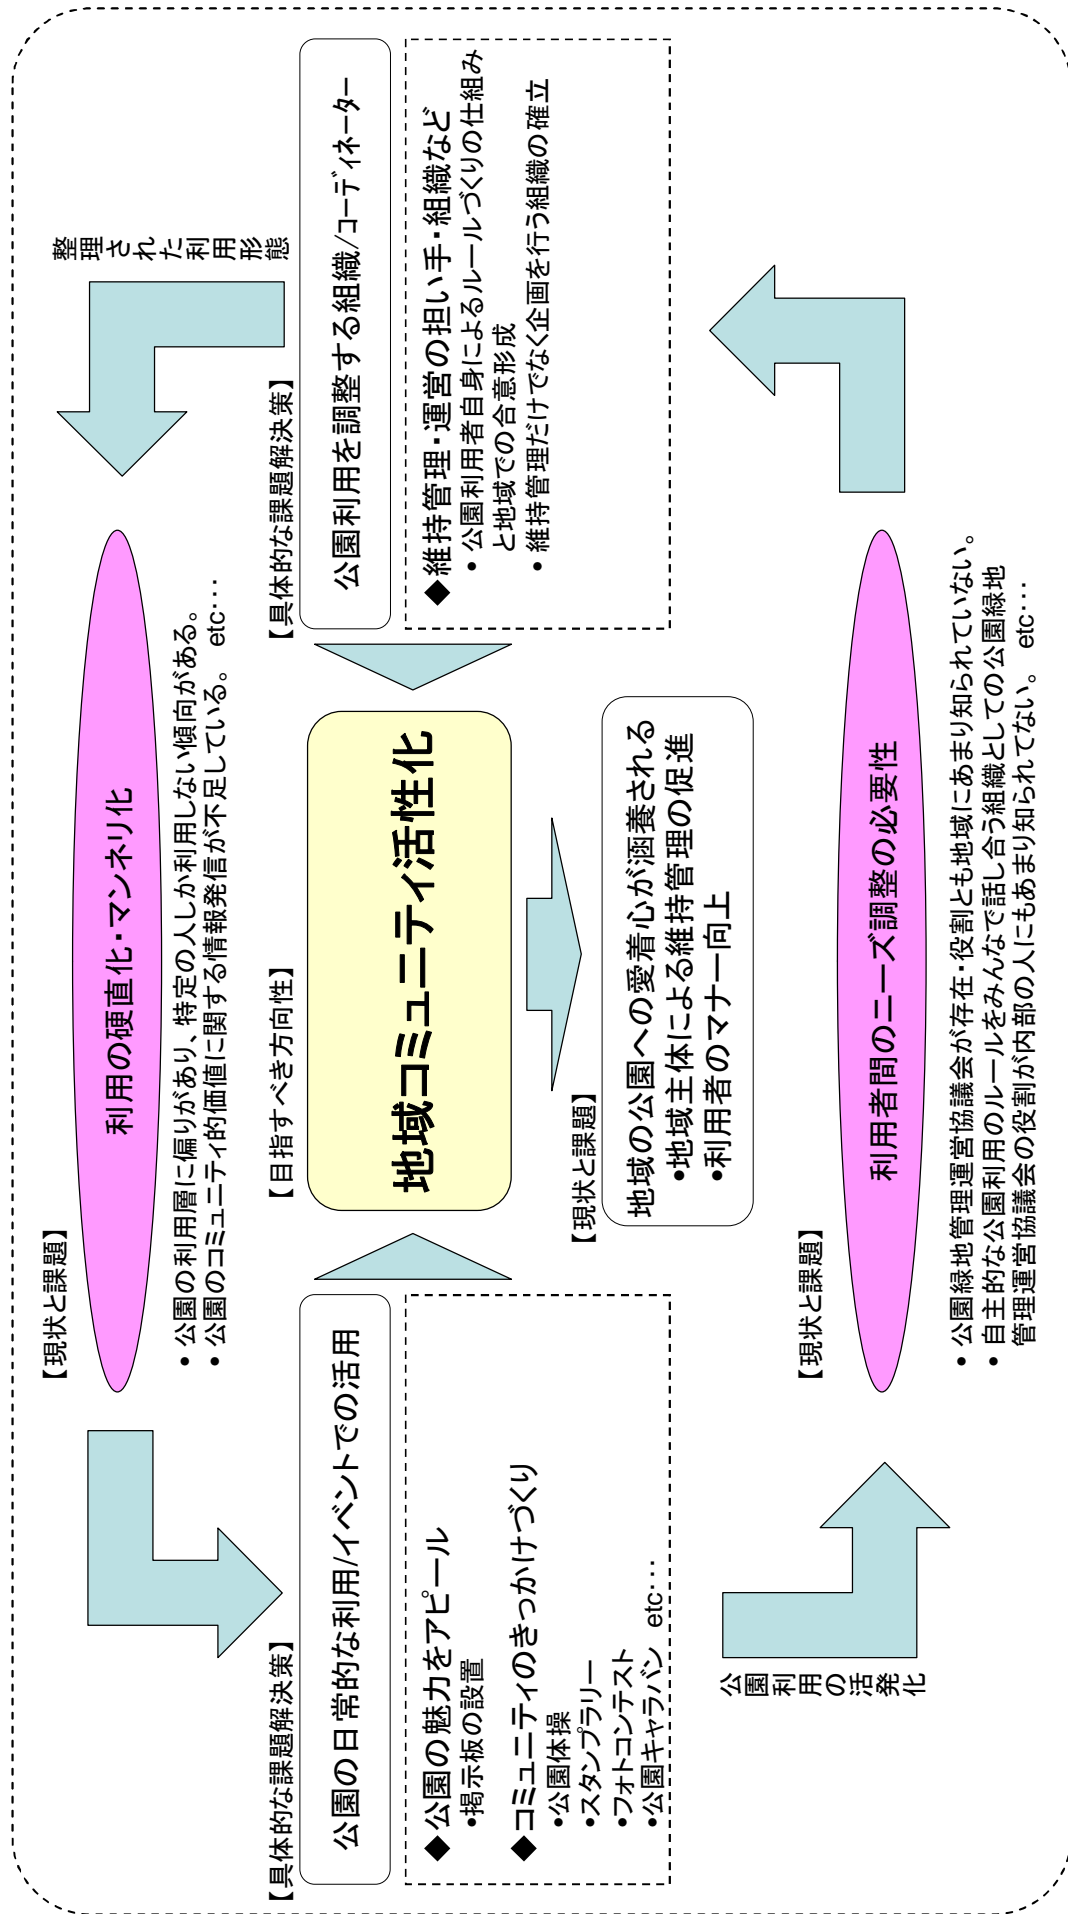 【現状と課題】
利用の硬直化・マンネリ化
• 公園の利用層に偏りがあり、特定の人しか利用しない傾向がある。
• 公園のコミュニティ的価値に関する情報発信が不足している。 etc…
整理された利用形態
【具体的な課題解決策】
公園の日常的な利用/イベントでの活用
◆公園の魅力をアピール
•掲示板の設置
◆コミュニティのきっかけづくり
•公園体操
•スタンプラリー
•フォトコンテスト
•公園キャラバン etc…
【目指すべき方向性】
地域コミュニティ活性化
【具体的な課題解決策】
公園利用を調整する組織/コーディネーター
◆維持管理・運営の担い手・組織など
• 公園利用者自身によるルールづくりの仕組み
と地域での合意形成
• 維持管理だけでなく企画を行う組織の確立
【現状と課題】
地域の公園への愛着心が涵養される
•地域主体による維持管理の促進
•利用者のマナー向上
公園利用の活発化
【現状と課題】
利用者間のニーズ調整の必要性
• 公園緑地管理運営協議会が存在・役割とも地域にあまり知られていない。
• 自主的な公園利用のルールをみんなで話し合う組織としての公園緑地
管理運営協議会の役割が内部の人にもあまり知られてない。 etc…